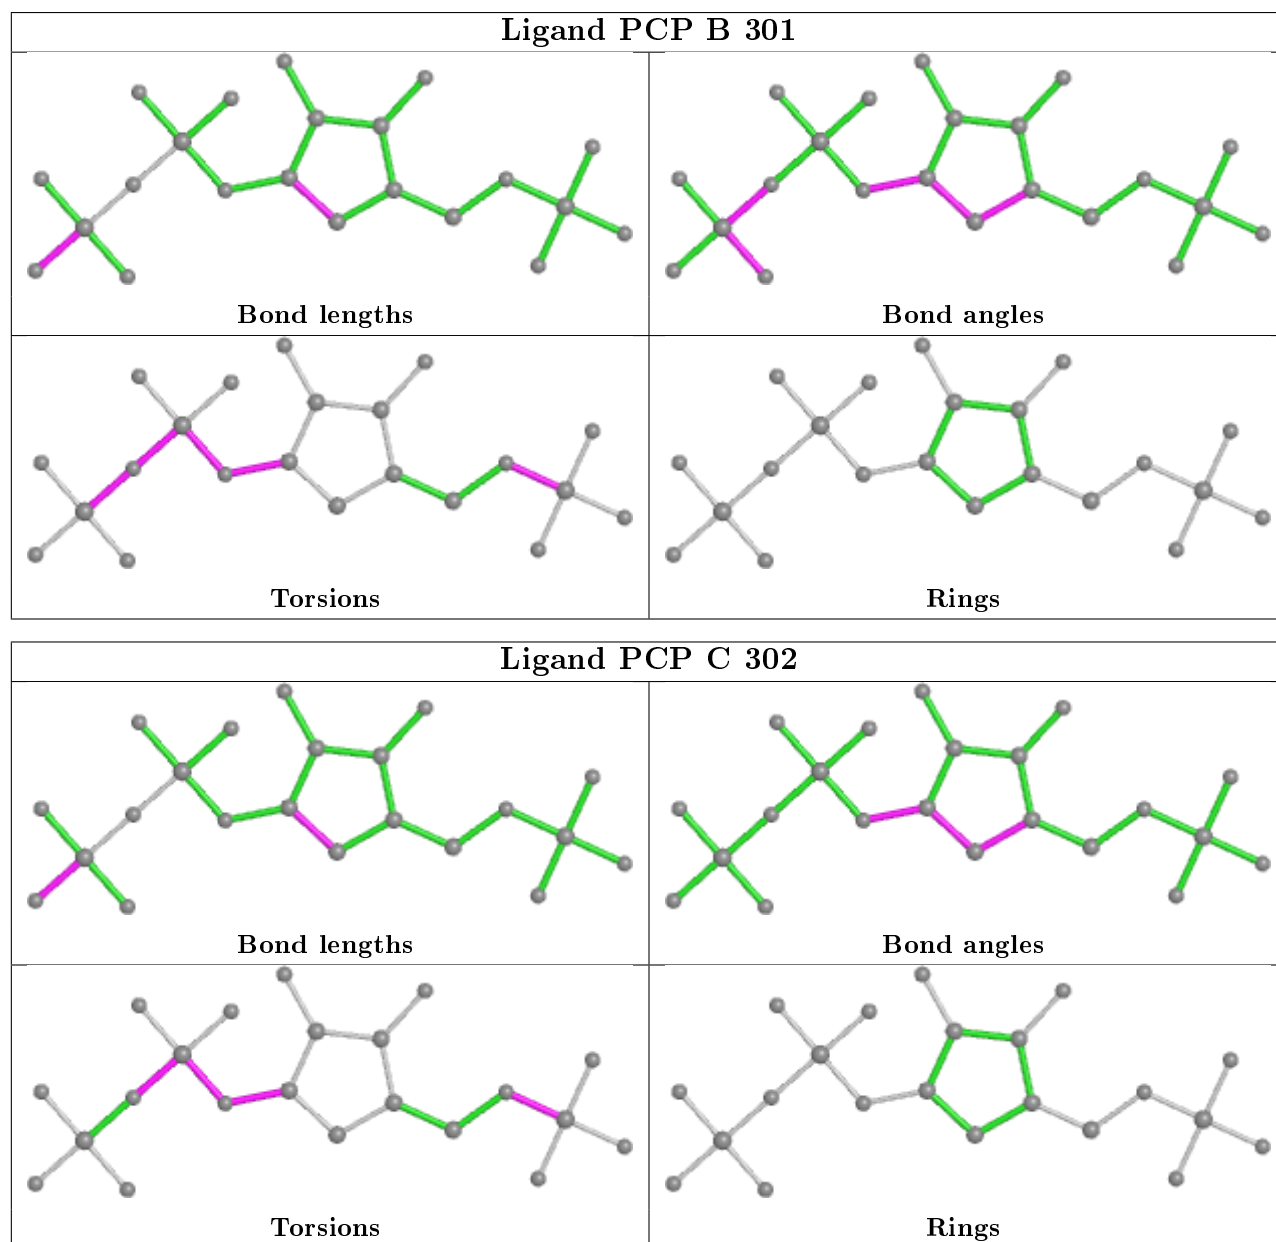 Ligand PCP B 301
Bond lengths
Bond angles
Torsions
Rings
Ligand PCP C 302
Bond lengths
Bond angles
Torsions
Rings